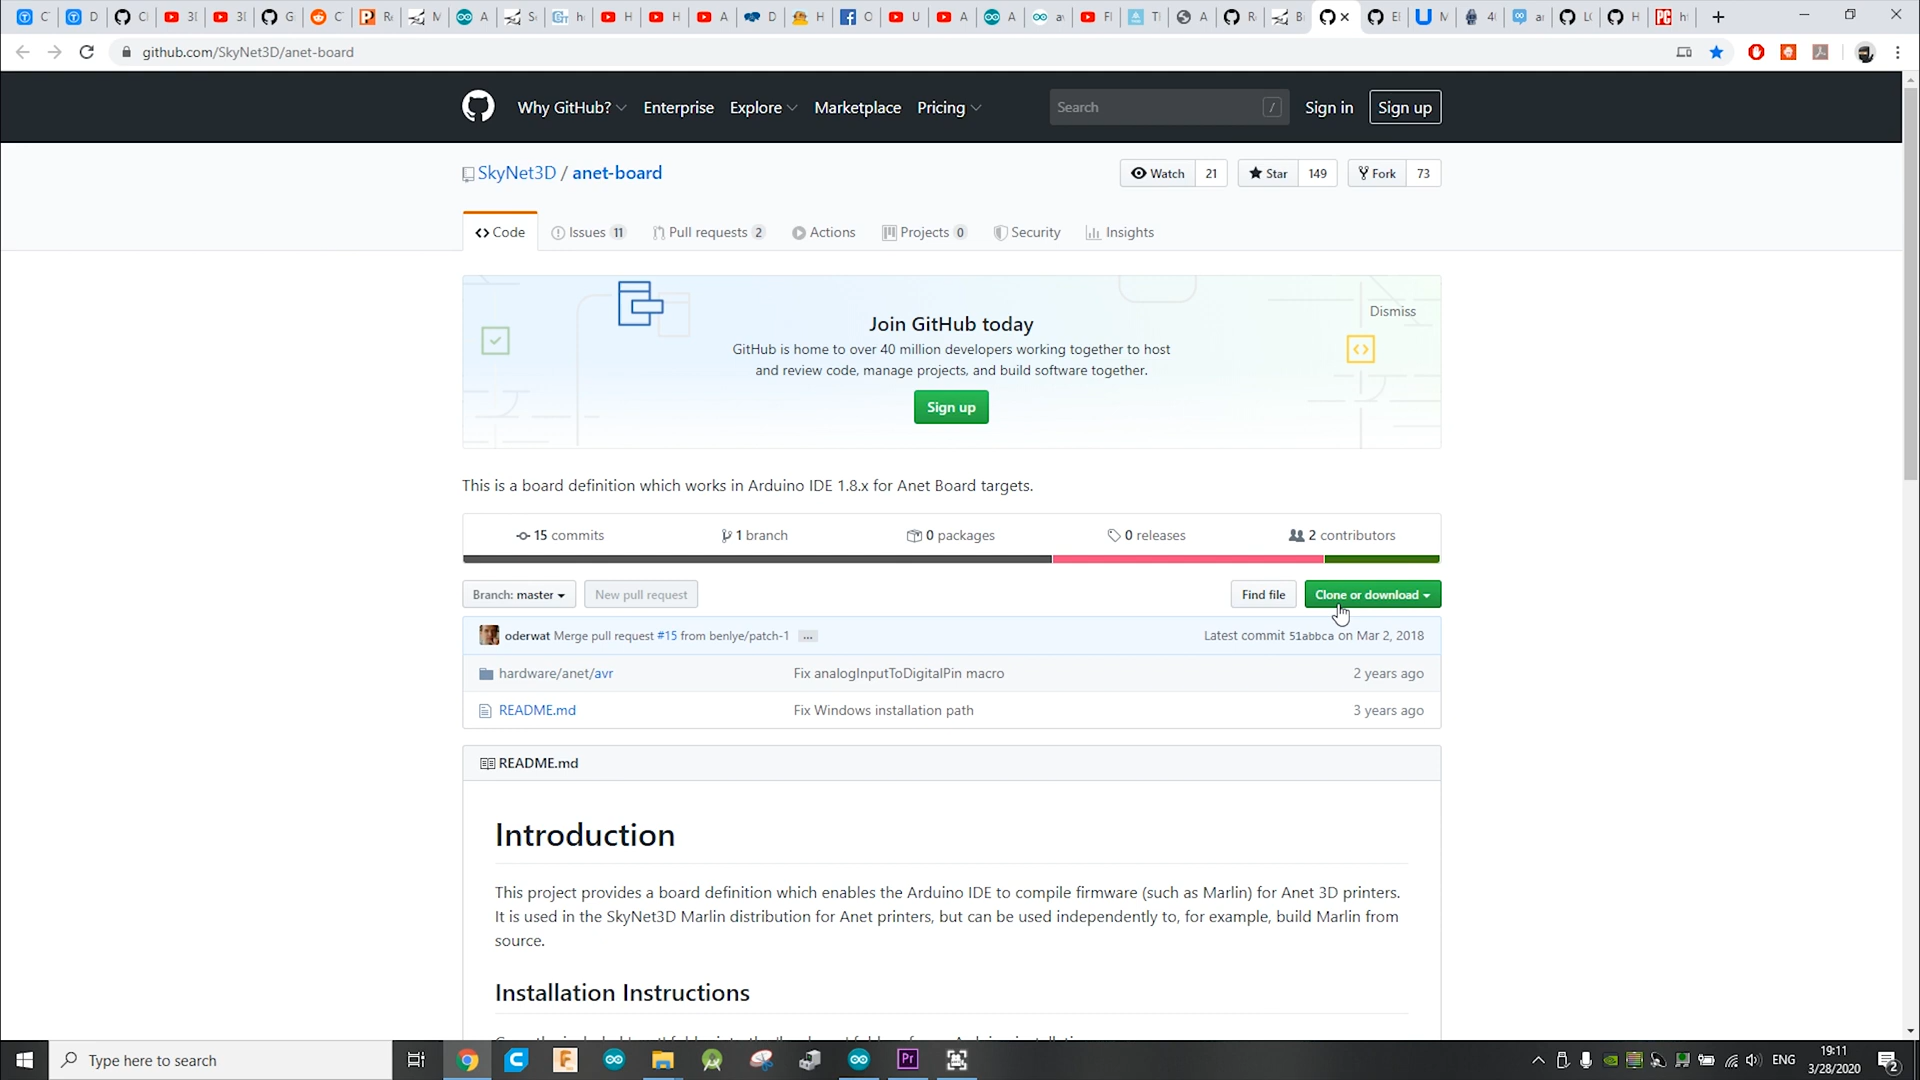 github.com/SkyNet3D/anet-board
Why GitHub?
Enterprise
Explore
Marketplace
Pricing
Search
/
Sign in
Sign up
SkyNet3D / anet-board
Watch 21
Star 149
Fork 73
Code
Issues 11
Pull requests 2
Actions
Projects 0
Security
Insights
Join GitHub today
Dismiss
GitHub is home to over 40 million developers working together to host
and review code, manage projects, and build software together.
Sign up
This is a board definition which works in Arduino IDE 1.8.x for Anet Board targets.
15 commits
1 branch
0 packages
0 releases
2 contributors
Branch: master
New pull request
Find file
Clone or download
oderwat Merge pull request #15 from benlye/patch-1 ...
Latest commit 51abbca on Mar 2, 2018
hardware/anet/avr
Fix analogInputToDigitalPin macro
2 years ago
README.md
Fix Windows installation path
3 years ago
README.md
Introduction
This project provides a board definition which enables the Arduino IDE to compile firmware (such as Marlin) for Anet 3D printers.
It is used in the SkyNet3D Marlin distribution for Anet printers, but can be used independently to, for example, build Marlin from
source.
Installation Instructions
Type here to search
ENG
19:11
3/28/2020
2